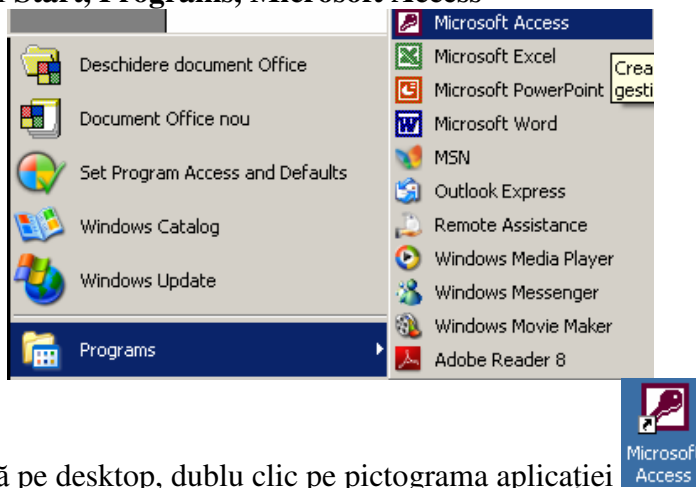 Start, Programs, Microsoft Access
Deschidere document Office
Document Office nou
Set Program Access and Defaults
Windows Catalog
Windows Update
Programs
Microsoft Access
Microsoft Excel
Microsoft PowerPoint
Microsoft Word
MSN
Outlook Express
Remote Assistance
Windows Media Player
Windows Messenger
Windows Movie Maker
Adobe Reader 8
Crea
gesti
ă pe desktop, dublu clic pe pictograma aplicației
Microsoft
Access